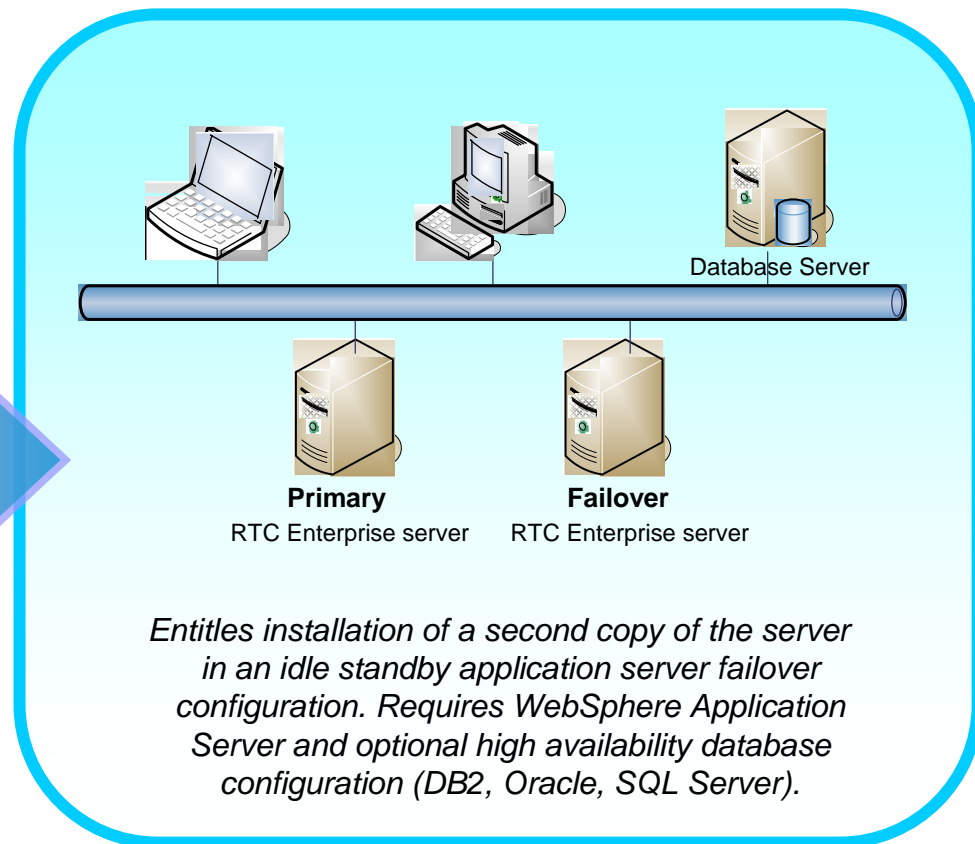 Database Server
Primary
RTC Enterprise server
Failover
RTC Enterprise server
Entitles installation of a second copy of the server
in an idle standby application server failover
configuration. Requires WebSphere Application
Server and optional high availability database
configuration (DB2, Oracle, SQL Server).